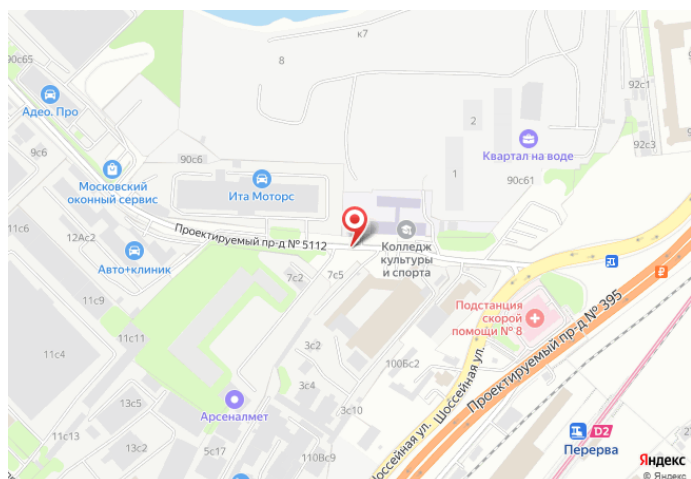 к7
90с65
8
92с1
Адео. Про
2
92с3
9с6
90с6
Квартал на воде
Московский
оконный сервис
Ита Моторс
1
90с61
11с6
12Ас2
Проектируемый пр-д № 5112
Колледж
культуры
и спорта
Авто+клиник
7с2
7с5
11с9
Подстанция
скорой
помощи № 8
Проектируемый пр-д № 395
11с11
3с2
11с4
100Бс2
Шоссейная ул.
3с4
13с5
Арсеналмет
3с10
11с13
13с2
5с17
110Вс9
Шоссейная ул.
D2
Перерва
Яндекс
© Яндекс